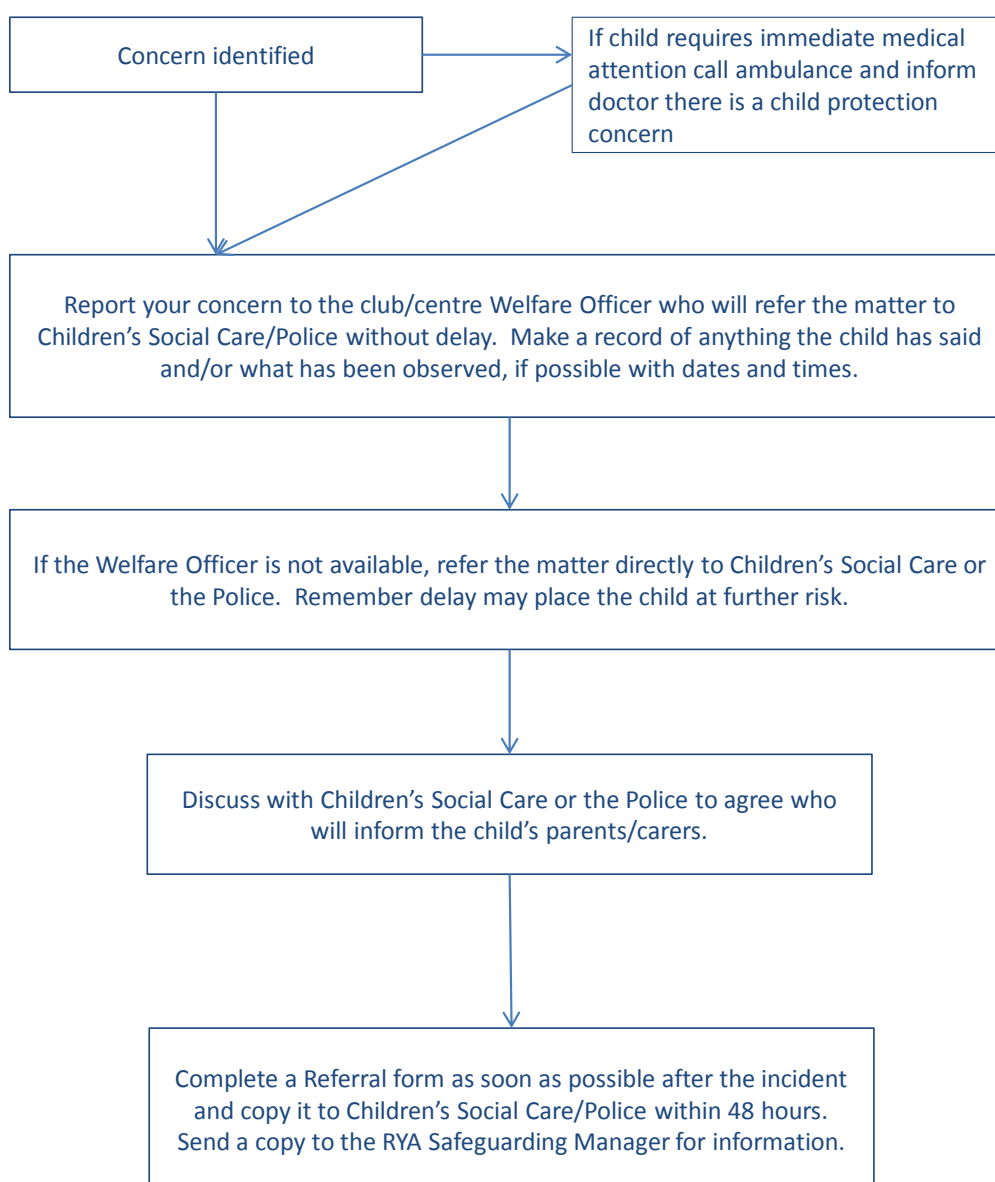 Concern identified
If child requires immediate medical
attention call ambulance and inform
doctor there is a child protection
concern
Report your concern to the club/centre Welfare Officer who will refer the matter to
Children’s Social Care/Police without delay.  Make a record of anything the child has said
and/or what has been observed, if possible with dates and times.
If the Welfare Officer is not available, refer the matter directly to Children’s Social Care or
the Police.  Remember delay may place the child at further risk.
Discuss with Children’s Social Care or the Police to agree who
will inform the child’s parents/carers.
Complete a Referral form as soon as possible after the incident
and copy it to Children’s Social Care/Police within 48 hours.
Send a copy to the RYA Safeguarding Manager for information.